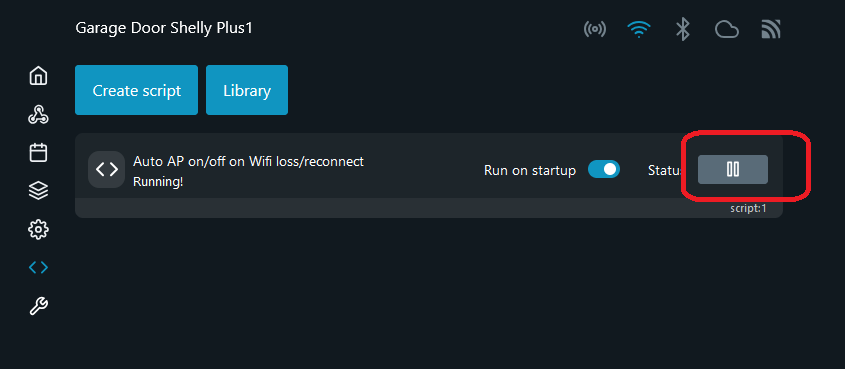 Garage Door Shelly Plus1
Create script
Library
Auto AP on/off on Wifi loss/reconnect
Running!
Run on startup
Status
script:1